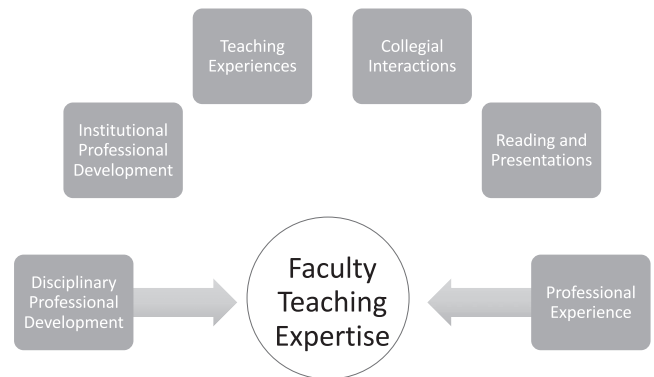 Teaching
Experiences
Collegial
Interactions
Institutional
Professional
Development
Reading and
Presentations
Disciplinary
Professional
Development
Faculty
Teaching
Expertise
Professional
Experience